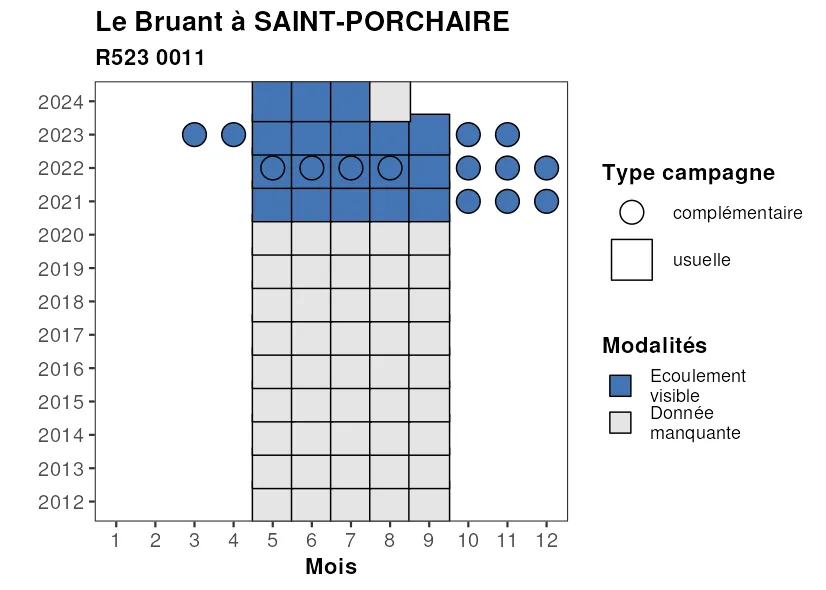 Le Bruant à SAINT-PORCHAIRE
R523 0011
2024
2023
2022
2021
2020
2019
2018
2017
2016
2015
2014
2013
2012
1 2 3 4 5 6 7 8 9 10 11 12
Mois
Type campagne
complémentaire
usuelle
Modalités
Ecoulement
visible
Donnée
manquante